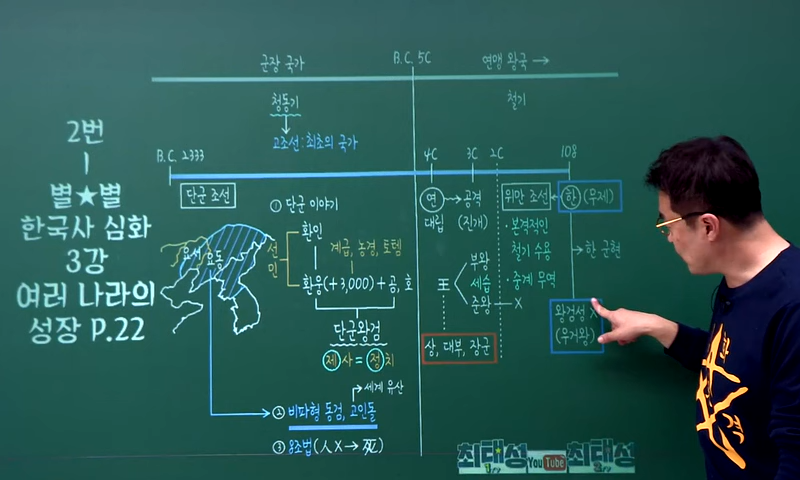 2번
별★별
한국사 심화
3강
여러 나라의
성장 P.22
군장 국가
B.C. 5C
연맹 왕국 →
청동기
철기
고조선 : 최초의 국가
B.C. 2333
4C
3C
2C
108
단군 조선
연 → 공격
위만 조선 ← 한 (무제)
대립
(진개)
· 본격적인
철기 수용
· 중계 무역
→ 한 군현
① 단군 이야기
환인
계급, 농경, 토템
선민
환웅(+3,000) + 곰, 호
단군왕검
제사 = 정치
요서 요동
王
부왕
세습
준왕 — X
상, 대부, 장군
왕검성 X
(우거왕)
→ 세계 유산
② 비파형 동검, 고인돌
③ 8조법(人 X → 死)
최태성
YouTube
최태성